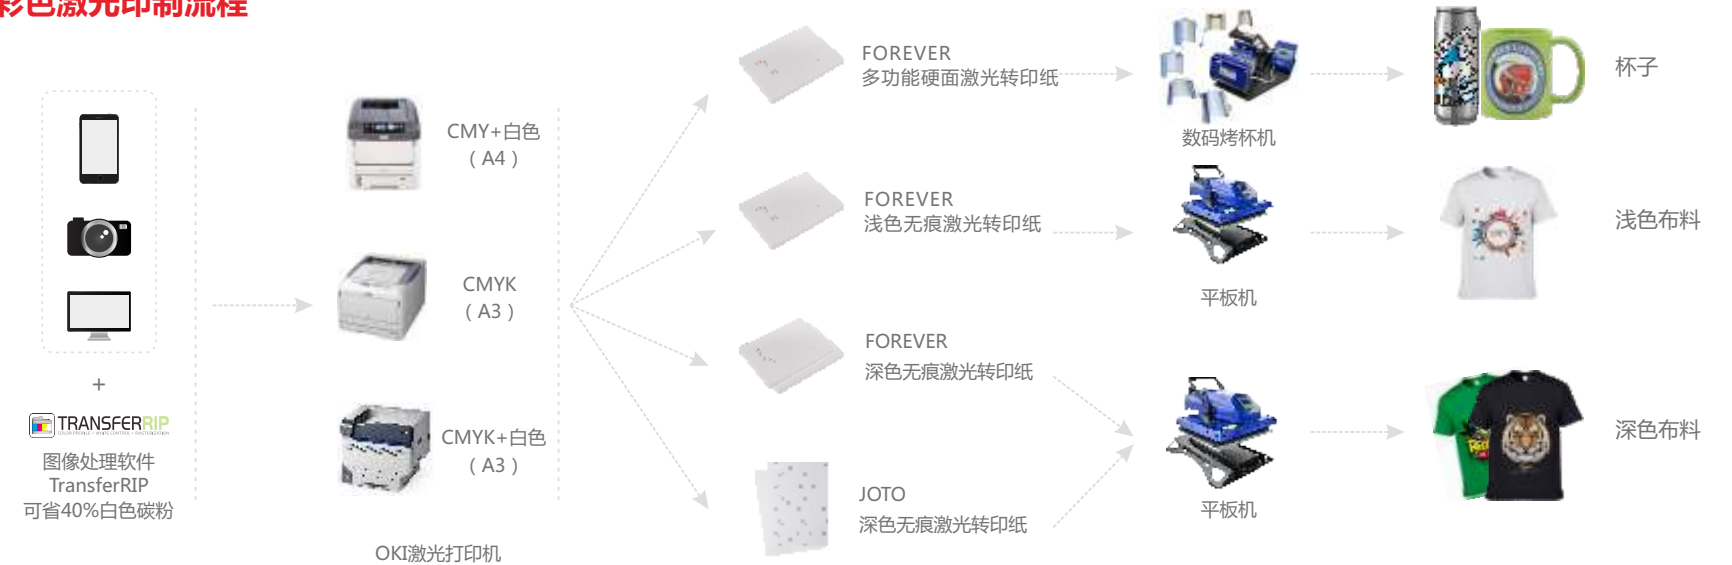 彩色激光印制流程
+
TRANSFERRIP
图像处理软件
TransferRIP
可省40%白色碳粉
CMY+白色
（A4）
CMYK
（A3）
CMYK+白色
（A3）
OKI激光打印机
FOREVER
多功能硬面激光转印纸
数码烤杯机
杯子
FOREVER
浅色无痕激光转印纸
平板机
浅色布料
FOREVER
深色无痕激光转印纸
JOTO
深色无痕激光转印纸
平板机
深色布料